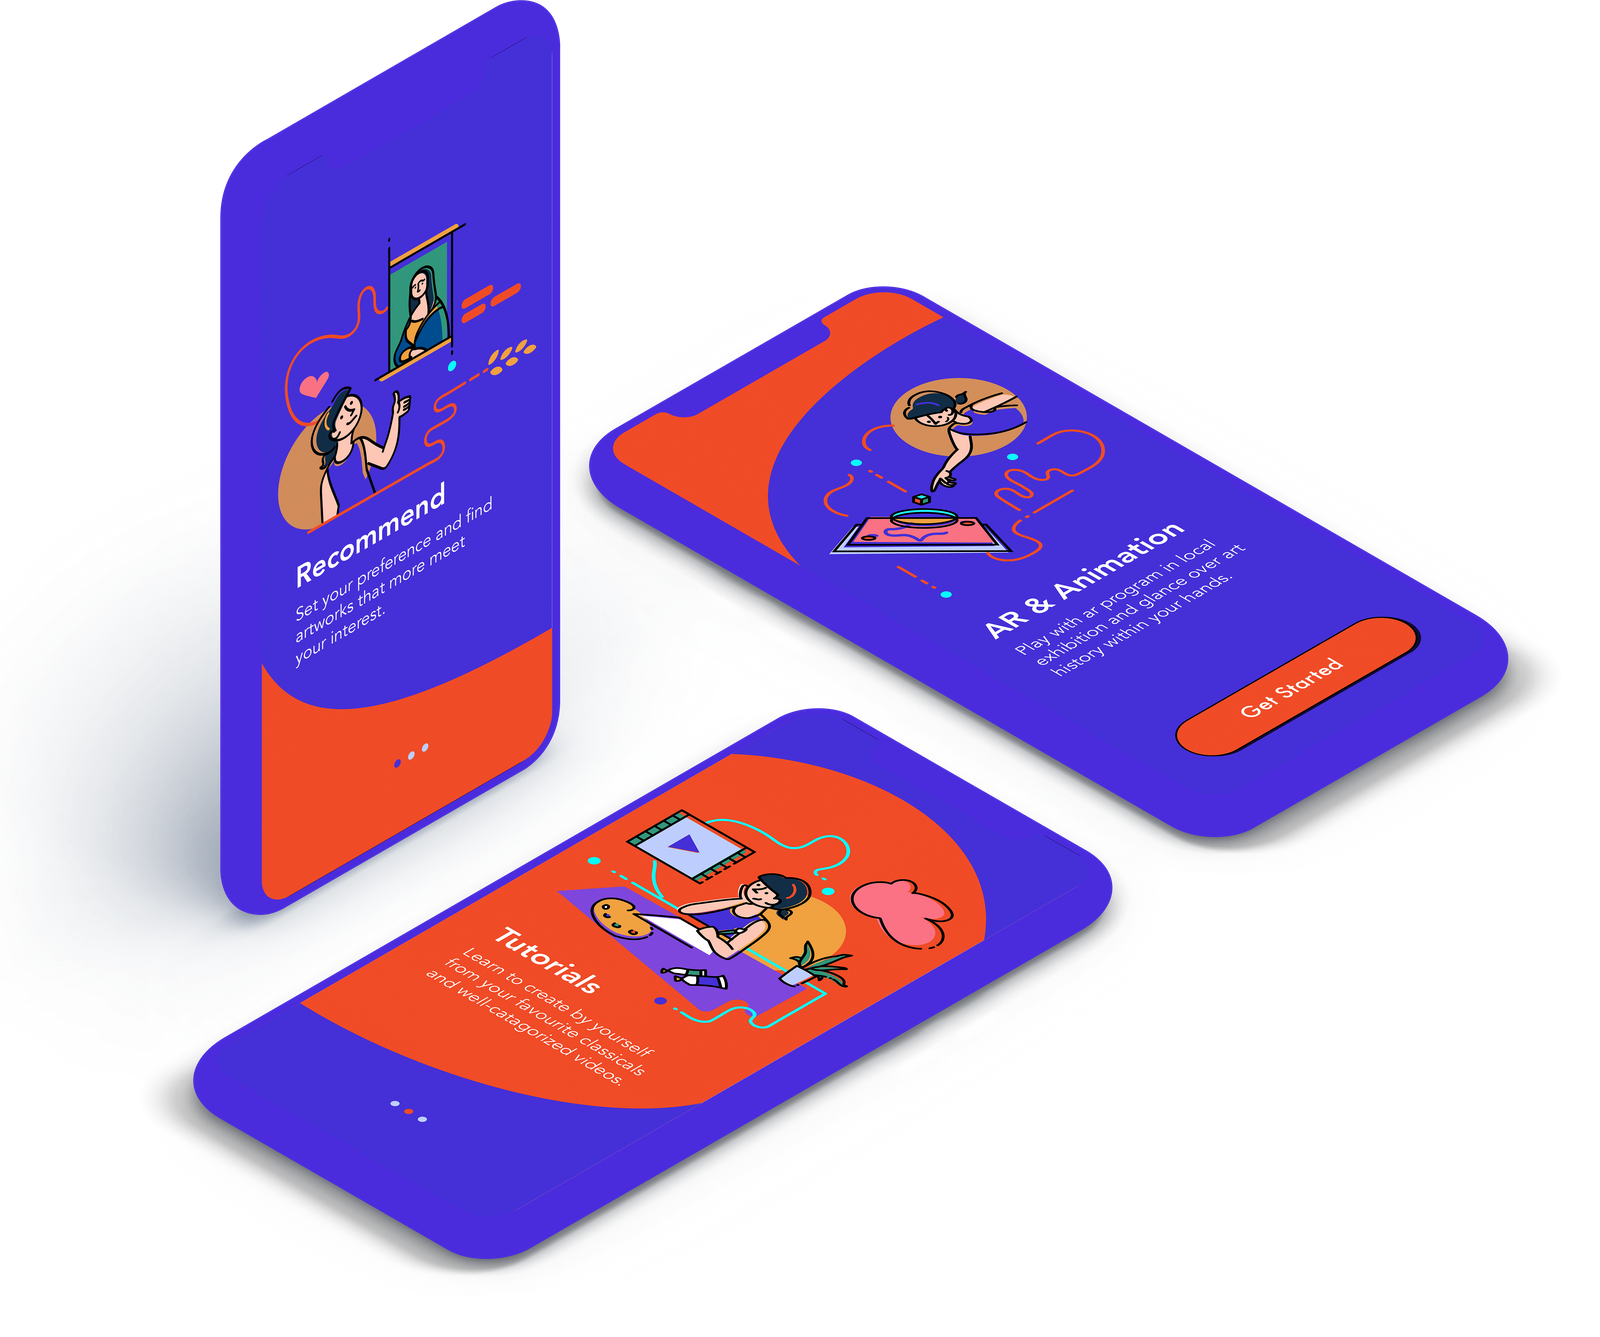 Recommend
Set your preference and find
artworks that more meet
your interest.
AR & Animation
Play with ar program in local
exhibition and glance over art
history within your hands.
Get Started
Tutorials
Learn to create by yourself
from your favourite classicals
and well-catagorized videos.